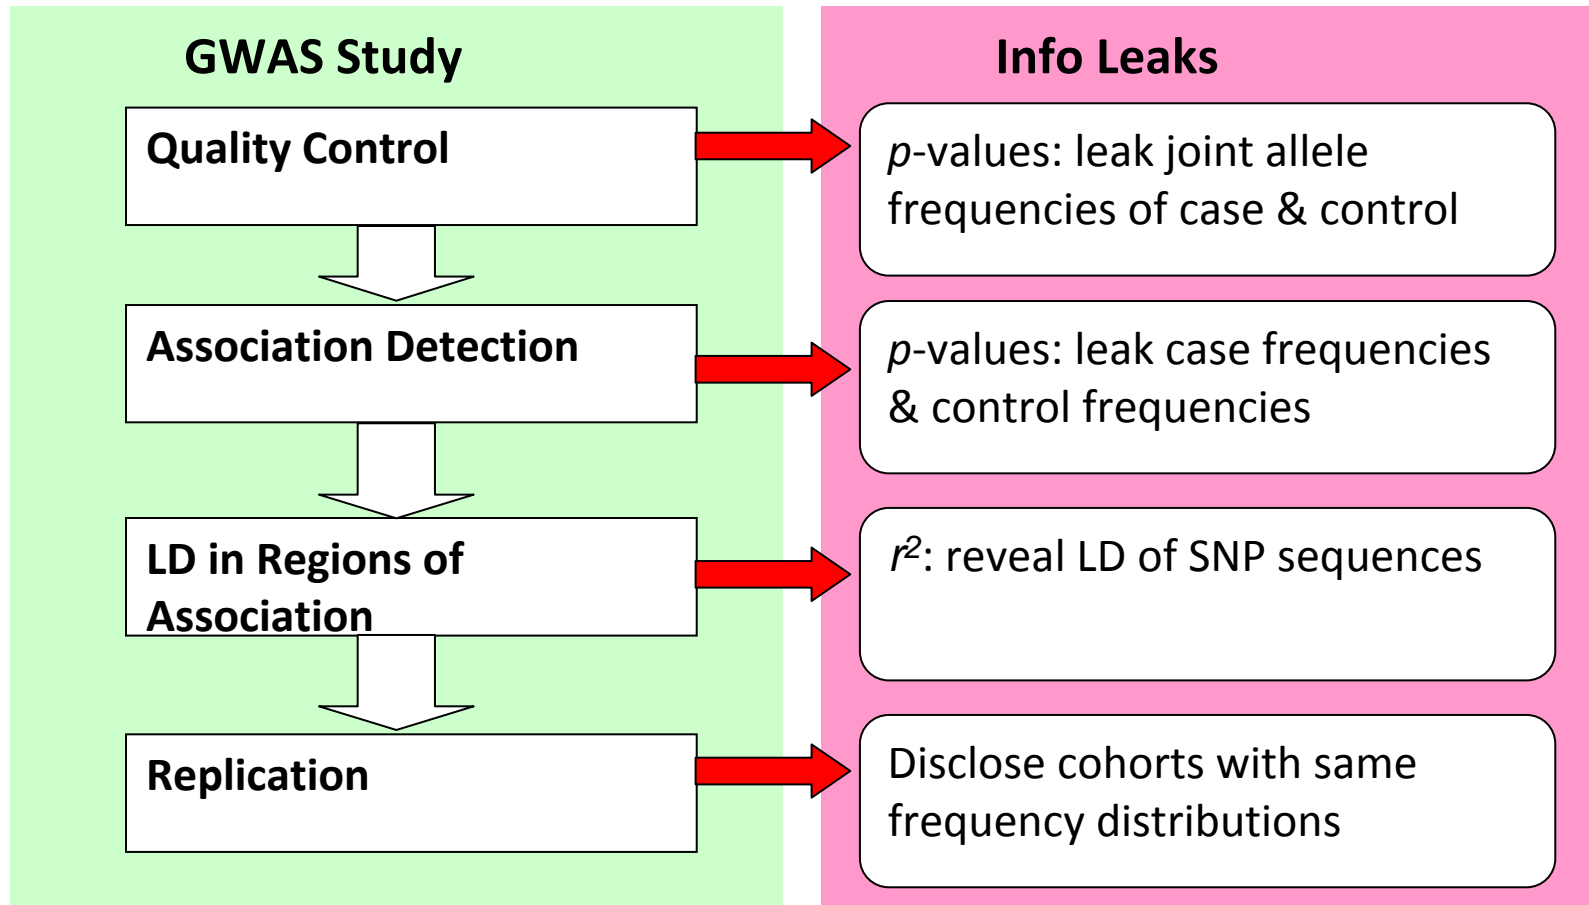 GWAS Study
Info Leaks
Quality Control
p-values: leak joint allele
frequencies of case & control
Association Detection
p-values: leak case frequencies
& control frequencies
LD in Regions of
Association
r²: reveal LD of SNP sequences
Replication
Disclose cohorts with same
frequency distributions